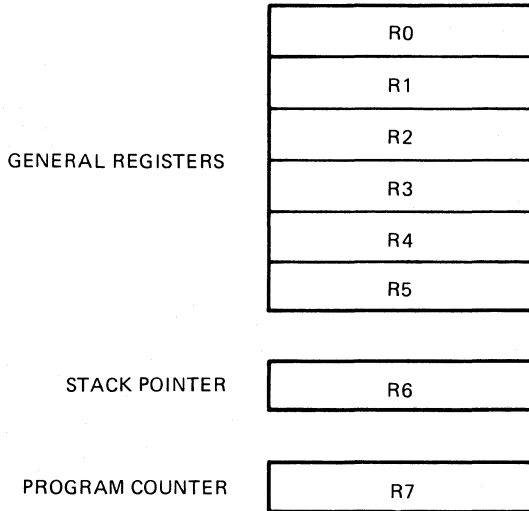 R0
R1
R2
GENERAL REGISTERS
R3
R4
R5
STACK POINTER
R6
PROGRAM COUNTER
R7